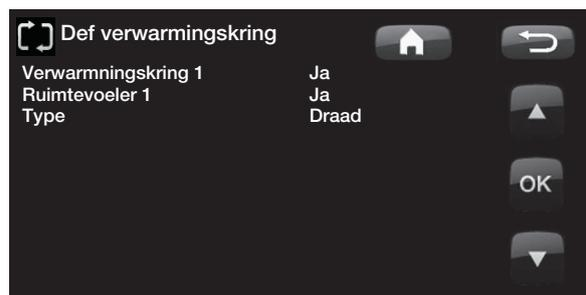 Def verwarmingskring
Verwarmningskring 1 Ja
Ruimtevoeler 1 Ja
Type Draad
OK